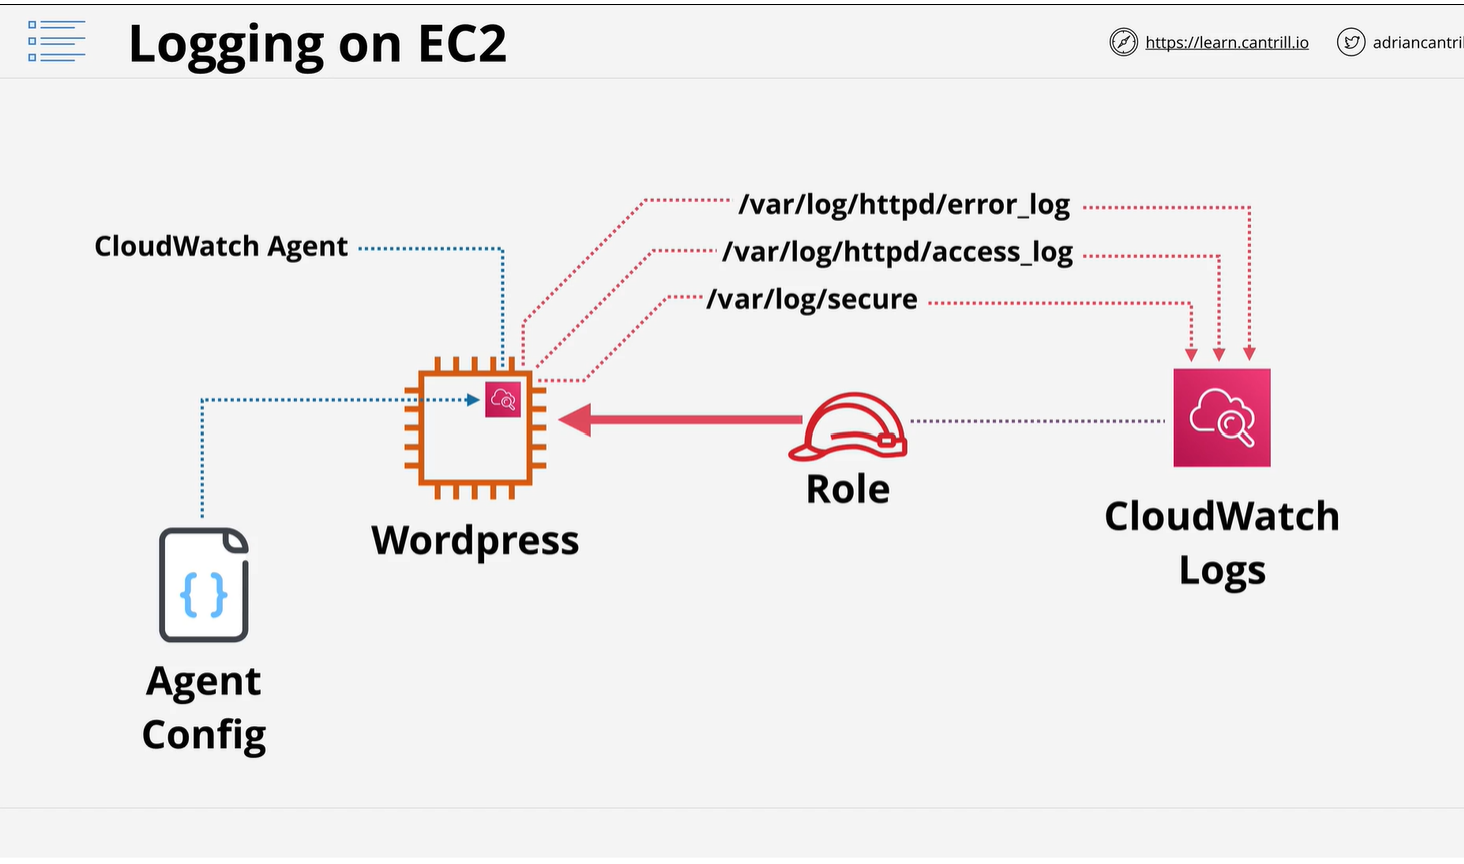 Logging on EC2
https://learn.cantrill.io
adriancantril
/var/log/httpd/error_log
CloudWatch Agent
/var/log/httpd/access_log
/var/log/secure
{ }
Role
Wordpress
CloudWatch
Logs
Agent
Config